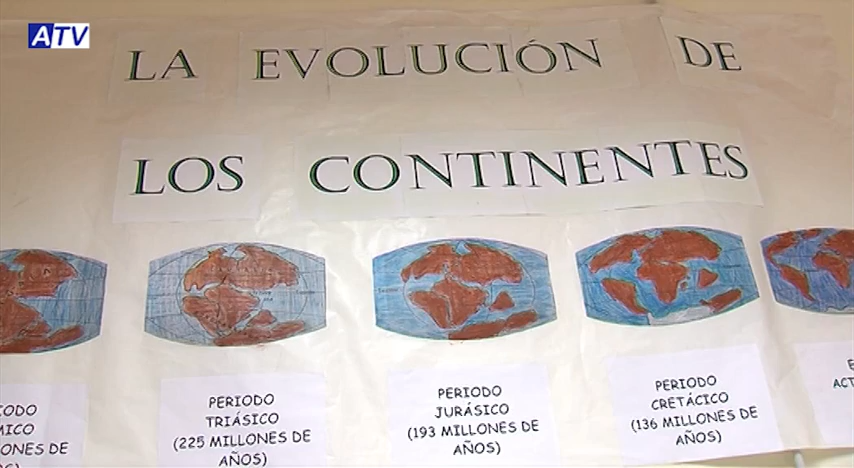 ATV
LA EVOLUCIÓN DE
LOS CONTINENTES
PERIODO
TRIÁSICO
(225 MILLONES DE
AÑOS)
PERIODO
JURÁSICO
(193 MILLONES DE
AÑOS)
PERIODO
CRETÁCICO
(136 MILLONES DE
AÑOS)